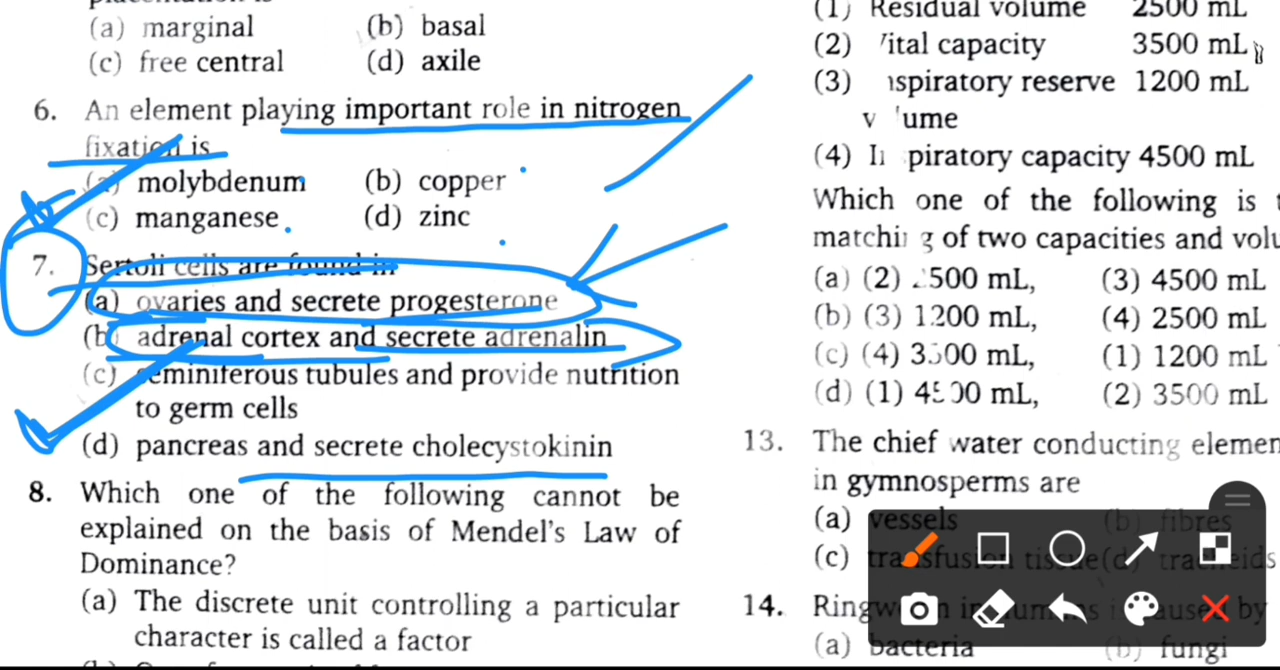 (a) marginal (b) basal
(c) free central (d) axile
6. An element playing important role in nitrogen
fixation is
(a) molybdenum (b) copper
(c) manganese (d) zinc
7. Sertoli cells are found in
(a) ovaries and secrete progesterone
(b) adrenal cortex and secrete adrenalin
(c) seminiferous tubules and provide nutrition
to germ cells
(d) pancreas and secrete cholecystokinin
8. Which one of the following cannot be
explained on the basis of Mendel's Law of
Dominance?
(a) The discrete unit controlling a particular
character is called a factor
(1) Residual volume 2500 mL
(2) ital capacity 3500 mL
(3) spiratory reserve 1200 mL
v ume
(4) I piratory capacity 4500 mL
Which one of the following is
matchi g of two capacities and
(a) (2) 500 mL, (3) 4500 mL
(b) (3) 1200 mL, (4) 2500 mL
(c) (4) 3500 mL, (1) 1200 mL
(d) (1) 4500 mL, (2) 3500 mL
13. The chief water conducting
in gymnosperms are
(a) vessels (b) fibres
(c) transfusion tissue (d) tracheids
14. Ringworm in humans is caused by
(a) bacteria (b) fungi